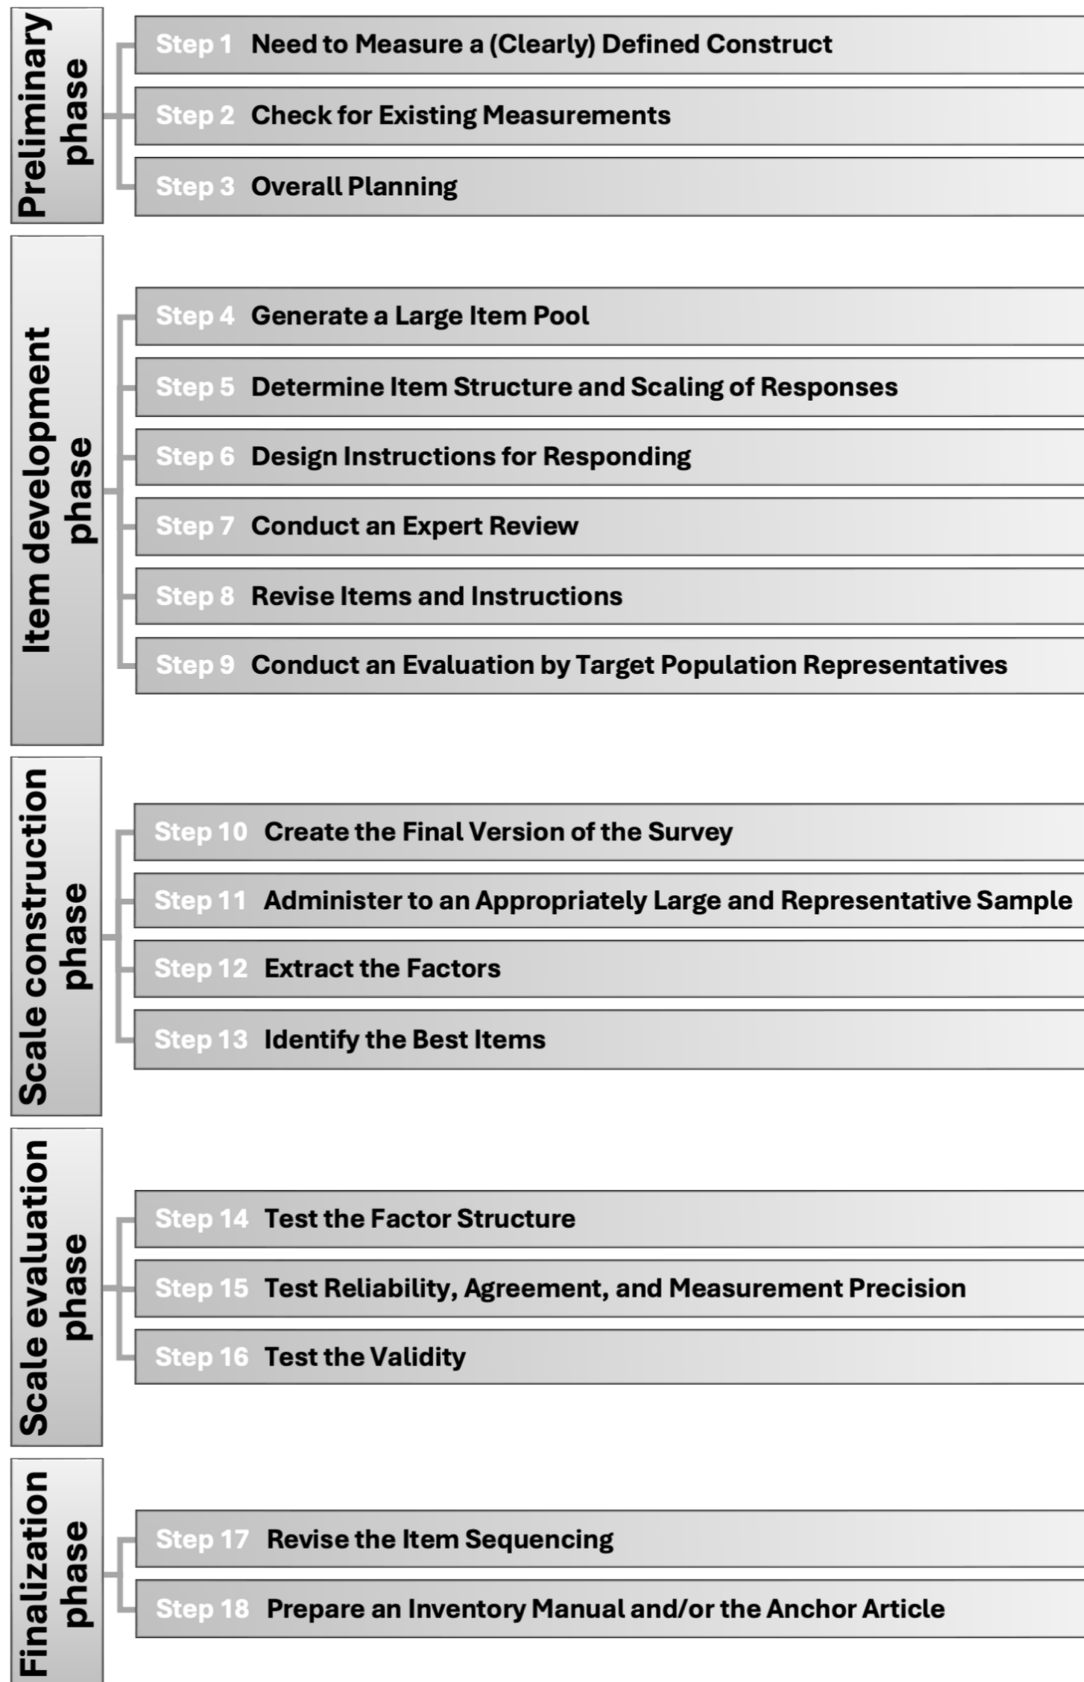 Preliminary
phase
Step 1 Need to Measure a (Clearly) Defined Construct
Step 2 Check for Existing Measurements
Step 3 Overall Planning
Item development
phase
Step 4 Generate a Large Item Pool
Step 5 Determine Item Structure and Scaling of Responses
Step 6 Design Instructions for Responding
Step 7 Conduct an Expert Review
Step 8 Revise Items and Instructions
Step 9 Conduct an Evaluation by Target Population Representatives
Scale construction
phase
Step 10 Create the Final Version of the Survey
Step 11 Administer to an Appropriately Large and Representative Sample
Step 12 Extract the Factors
Step 13 Identify the Best Items
Scale evaluation
phase
Step 14 Test the Factor Structure
Step 15 Test Reliability, Agreement, and Measurement Precision
Step 16 Test the Validity
Finalization
phase
Step 17 Revise the Item Sequencing
Step 18 Prepare an Inventory Manual and/or the Anchor Article